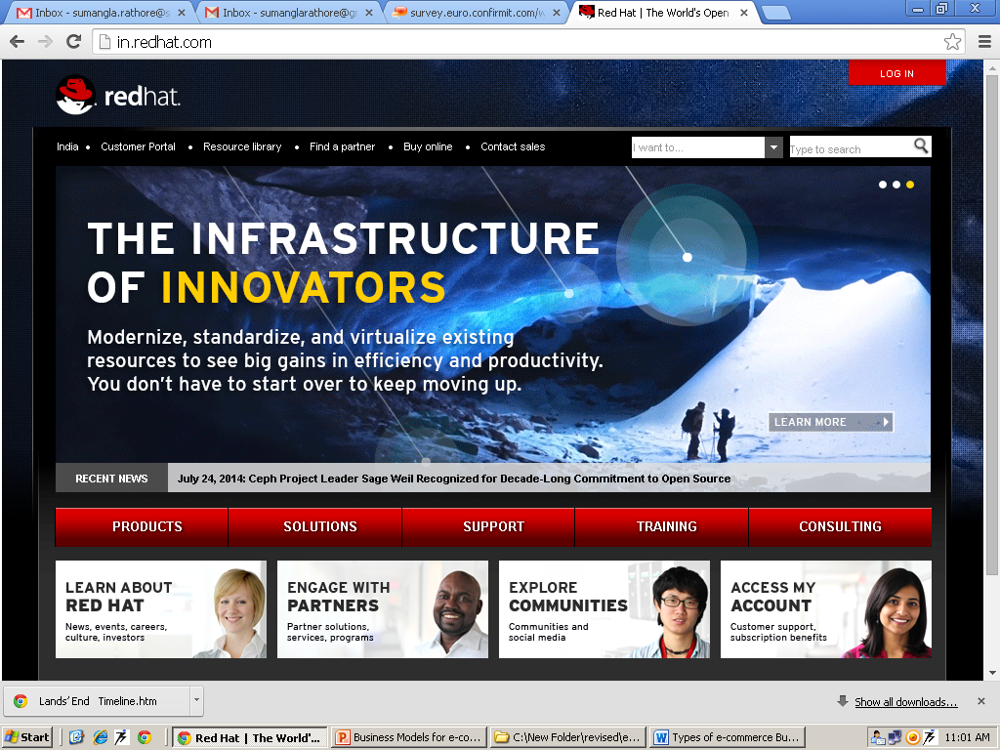 Inbox - sumangla.rathore@s
Inbox - sumanglarathore@g
survey.euro.confirmit.com/w
Red Hat | The World's Open
in.redhat.com
LOG IN
redhat.
India • Customer Portal • Resource library • Find a partner • Buy online • Contact sales
I want to...
Type to search
THE INFRASTRUCTURE
OF INNOVATORS
Modernize, standardize, and virtualize existing
resources to see big gains in efficiency and productivity.
You don't have to start over to keep moving up.
LEARN MORE
RECENT NEWS
July 24, 2014: Ceph Project Leader Sage Weil Recognized for Decade-Long Commitment to Open Source
PRODUCTS
SOLUTIONS
SUPPORT
TRAINING
CONSULTING
LEARN ABOUT
RED HAT
News, events, careers,
culture, investors
ENGAGE WITH
PARTNERS
Partner solutions,
services, programs
EXPLORE
COMMUNITIES
Communities and
social media
ACCESS MY
ACCOUNT
Customer support,
subscription benefits
Lands' End Timeline.htm
Show all downloads...
Start
Red Hat | The World'...
Business Models for e-co...
C:\New Folder\revised\e...
Types of e-commerce Bu...
11:01 AM